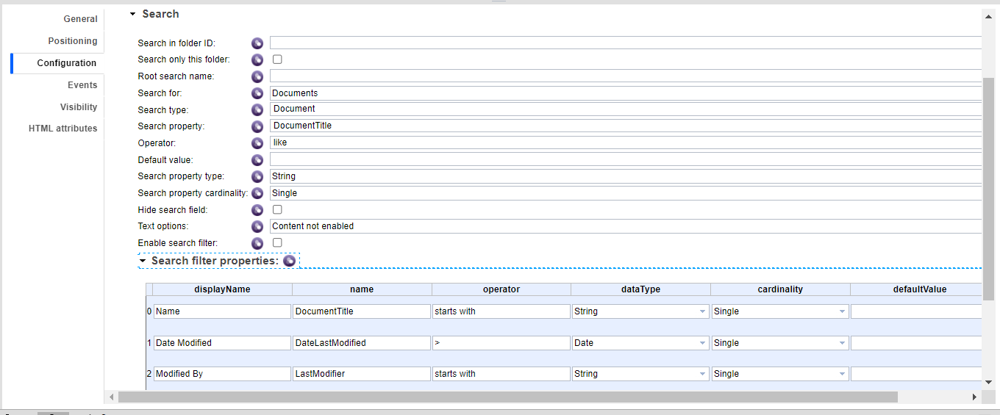 General
Positioning
Configuration
Events
Visibility
HTML attributes
Search
Search in folder ID:
Search only this folder:
Root search name:
Search for: Documents
Search type: Document
Search property: DocumentTitle
Operator: like
Default value:
Search property type: String
Search property cardinality: Single
Hide search field:
Text options: Content not enabled
Enable search filter:
Search filter properties:
displayName name operator dataType cardinality defaultValue
0 Name DocumentTitle starts with String Single
1 Date Modified DateLastModified > Date Single
2 Modified By LastModifier starts with String Single